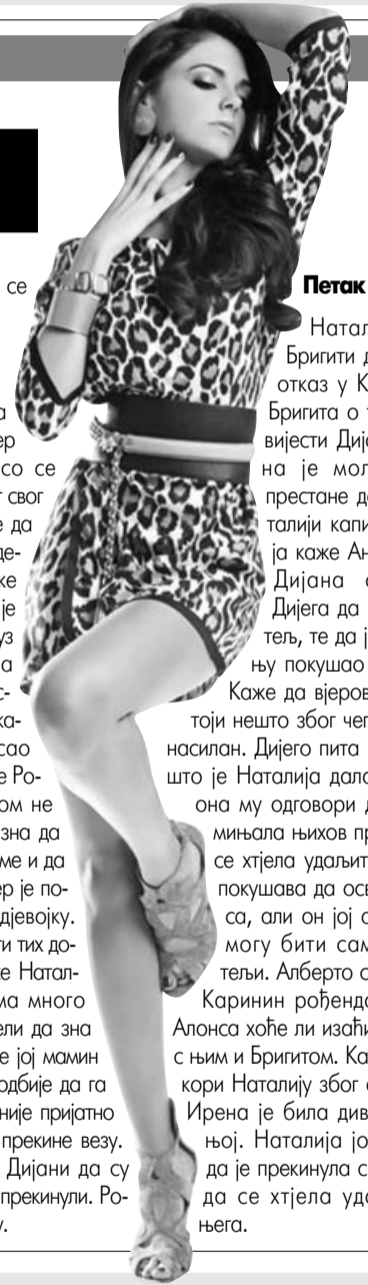 се
а
ер
со се
свог
е да
де-
ке
је
уз
а
с-
ка-
сао
е Ро-
ом не
зна да
ме и да
ер је по-
дјевојку.
ти тих до-
ке Натал-
ма много
ели да зна
е јој мамин
одбије да га
није пријатно
прекине везу.
Дијани да су
прекинули. Ро-
у.
Петак
Натал
Бригити д
отказ у К
Бригита о
вијести Дија
на је мол
престане д
талији капи
ја каже Ан
Дијана
Дијега да
тељ, те да ј
њу покушао
Каже да вјеров
тоји нешто због чег
насилан. Дијего пита
што је Наталија дала
она му одговори д
мињала њихов пр
се хтјела удаљит
покушава да осв
са, али он јој
могу бити сам
тељи. Алберто
Каринин рођенд
Алонса хоће ли изаћи
с њим и Бригитом. Ка
кори Наталију због
Ирена је била див
њој. Наталија јо
да је прекинула с
да се хтјела уда
њега.